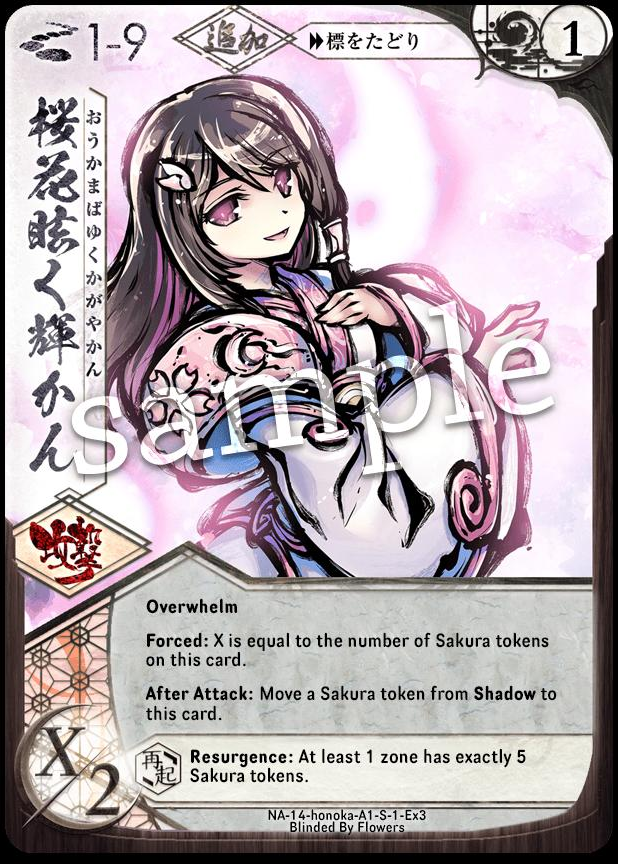 1-9
追加
▶▶標をたどり
1
桜花眩く輝かん
おうかまばゆくかがやかん
sample
攻撃
Overwhelm
Forced: X is equal to the number of Sakura tokens
on this card.
After Attack: Move a Sakura token from Shadow to
this card.
X/2
再起
Resurgence: At least 1 zone has exactly 5
Sakura tokens.
NA-14-honoka-A1-S-1-Ex3
Blinded By Flowers